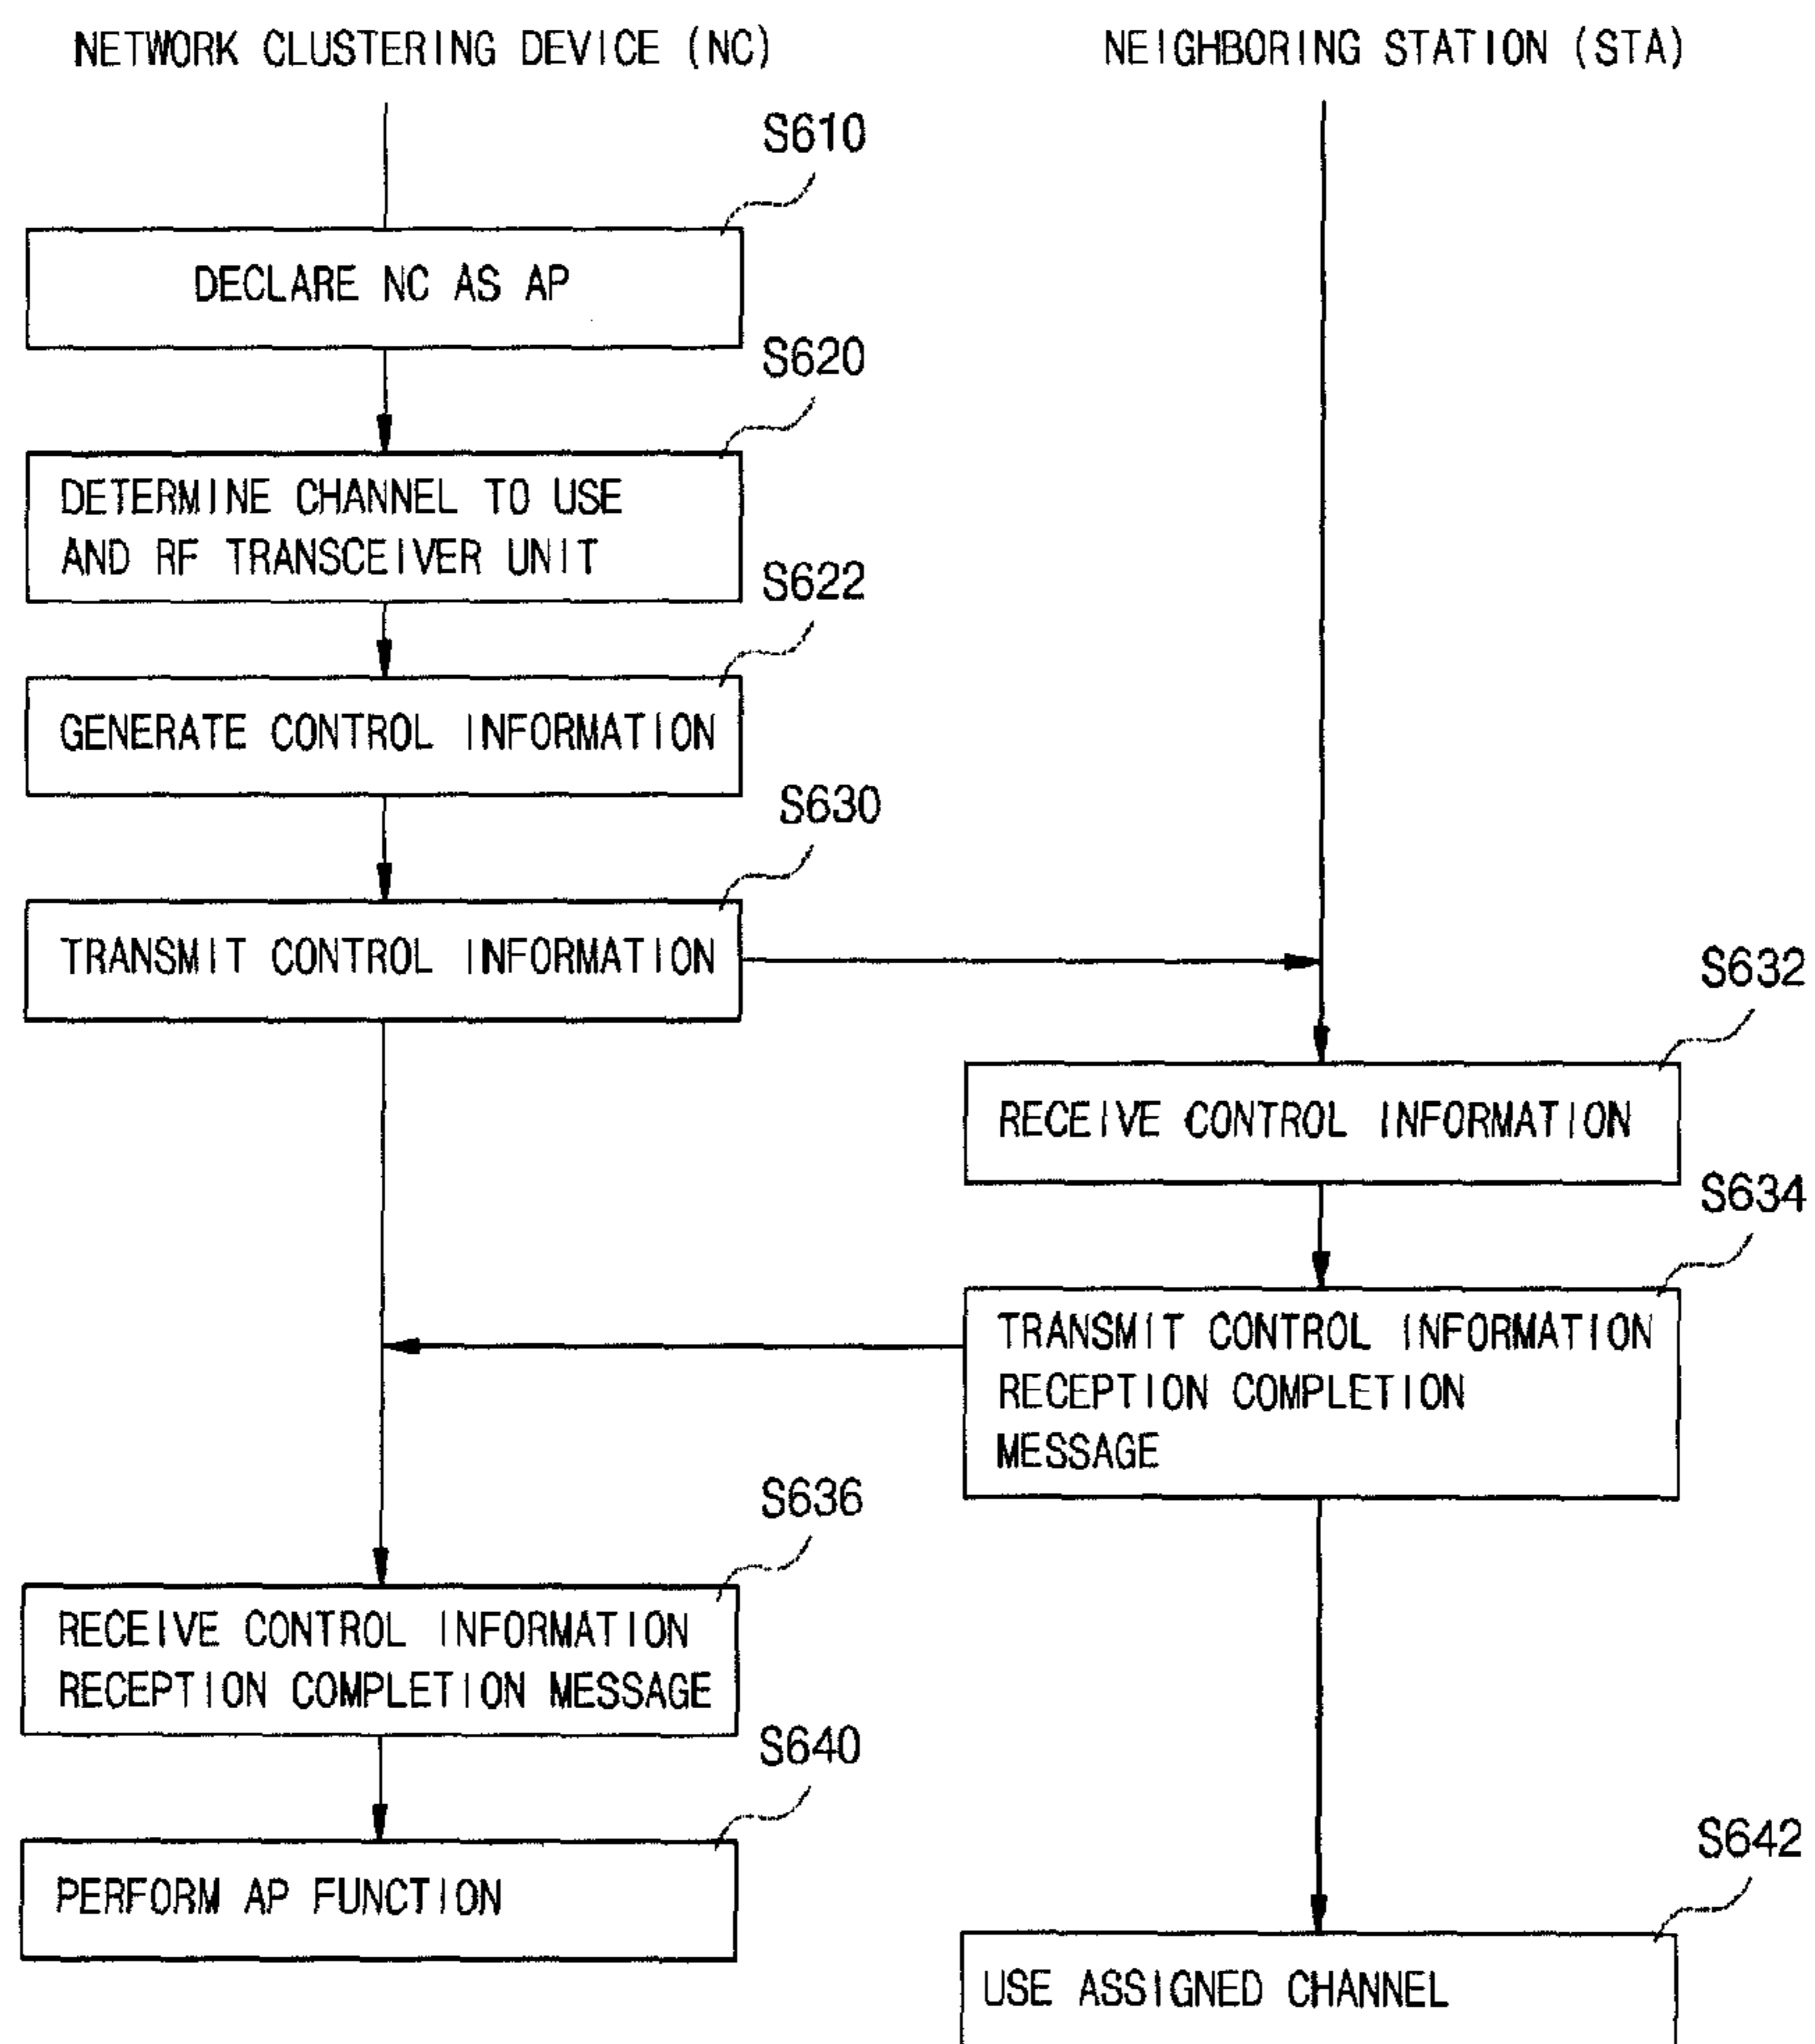 NETWORK CLUSTERING DEVICE (NC)
NEIGHBORING STATION (STA)
S610
DECLARE NC AS AP
S620
DETERMINE CHANNEL TO USE
AND RF TRANSCEIVER UNIT
S622
GENERATE CONTROL INFORMATION
S630
TRANSMIT CONTROL INFORMATION
S632
RECEIVE CONTROL INFORMATION
S634
TRANSMIT CONTROL INFORMATION
RECEPTION COMPLETION
MESSAGE
S636
RECEIVE CONTROL INFORMATION
RECEPTION COMPLETION MESSAGE
S640
PERFORM AP FUNCTION
S642
USE ASSIGNED CHANNEL